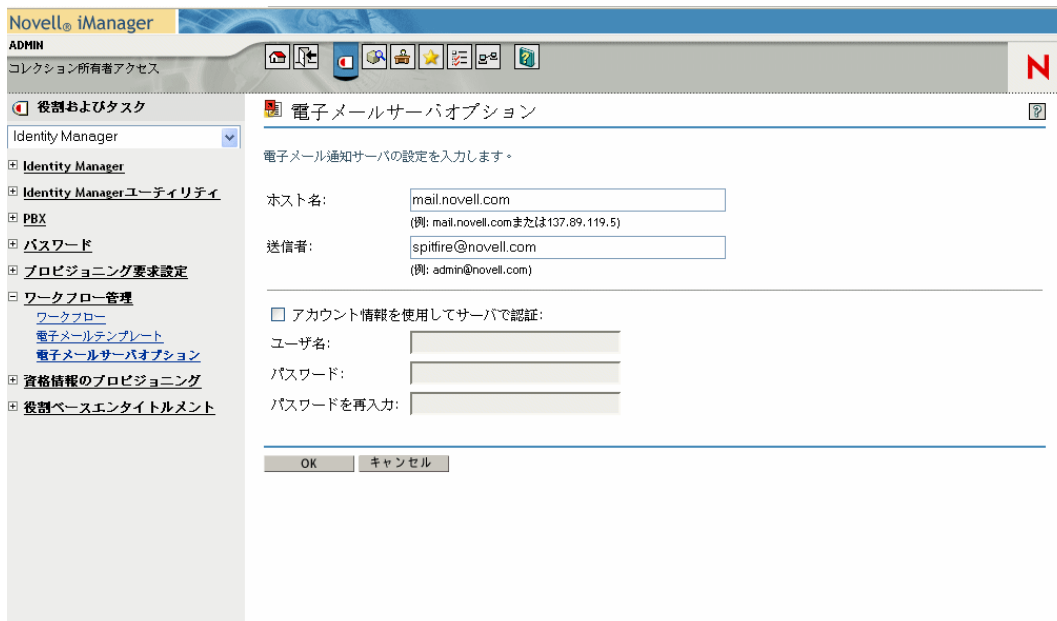 Novell® iManager
ADMIN
コレクション所有者アクセス
N
役割およびタスク
Identity Manager
Identity Manager
Identity Managerユーティリティ
PBX
パスワード
プロビジョニング要求設定
ワークフロー管理
ワークフロー
電子メールテンプレート
電子メールサーバオプション
資格情報のプロビジョニング
役割ベースエンタイトルメント
電子メールサーバオプション
?
電子メール通知サーバの設定を入力します。
ホスト名: mail.novell.com
(例: mail.novell.comまたは137.89.119.5)
送信者: spitfire@novell.com
(例: admin@novell.com)
アカウント情報を使用してサーバで認証:
ユーザ名:
パスワード:
パスワードを再入力:
OK キャンセル